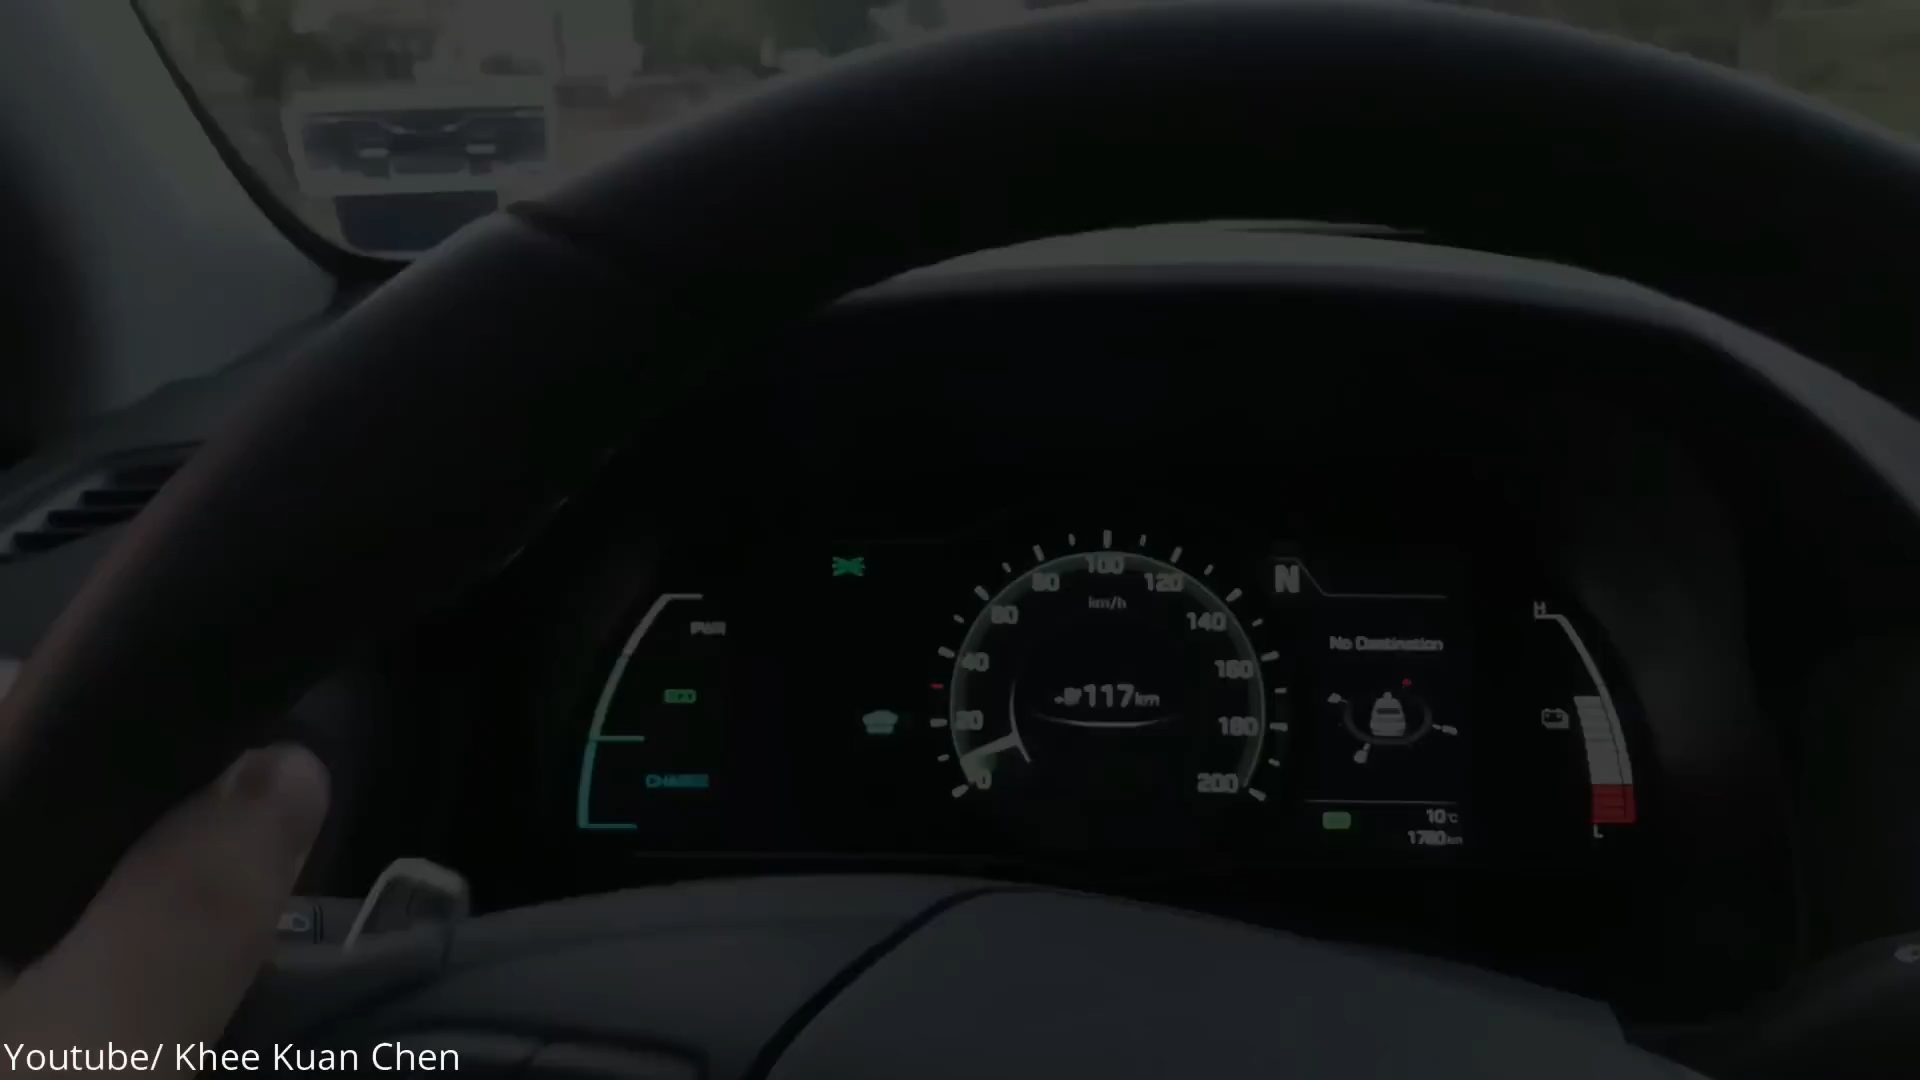 100
80
120
N
km/h
60
140
PWR
No Destination
H
40
160
ECO
117km
20
180
CHARGE
0
200
10°C
1780km
L
Youtube/ Khee Kuan Chen